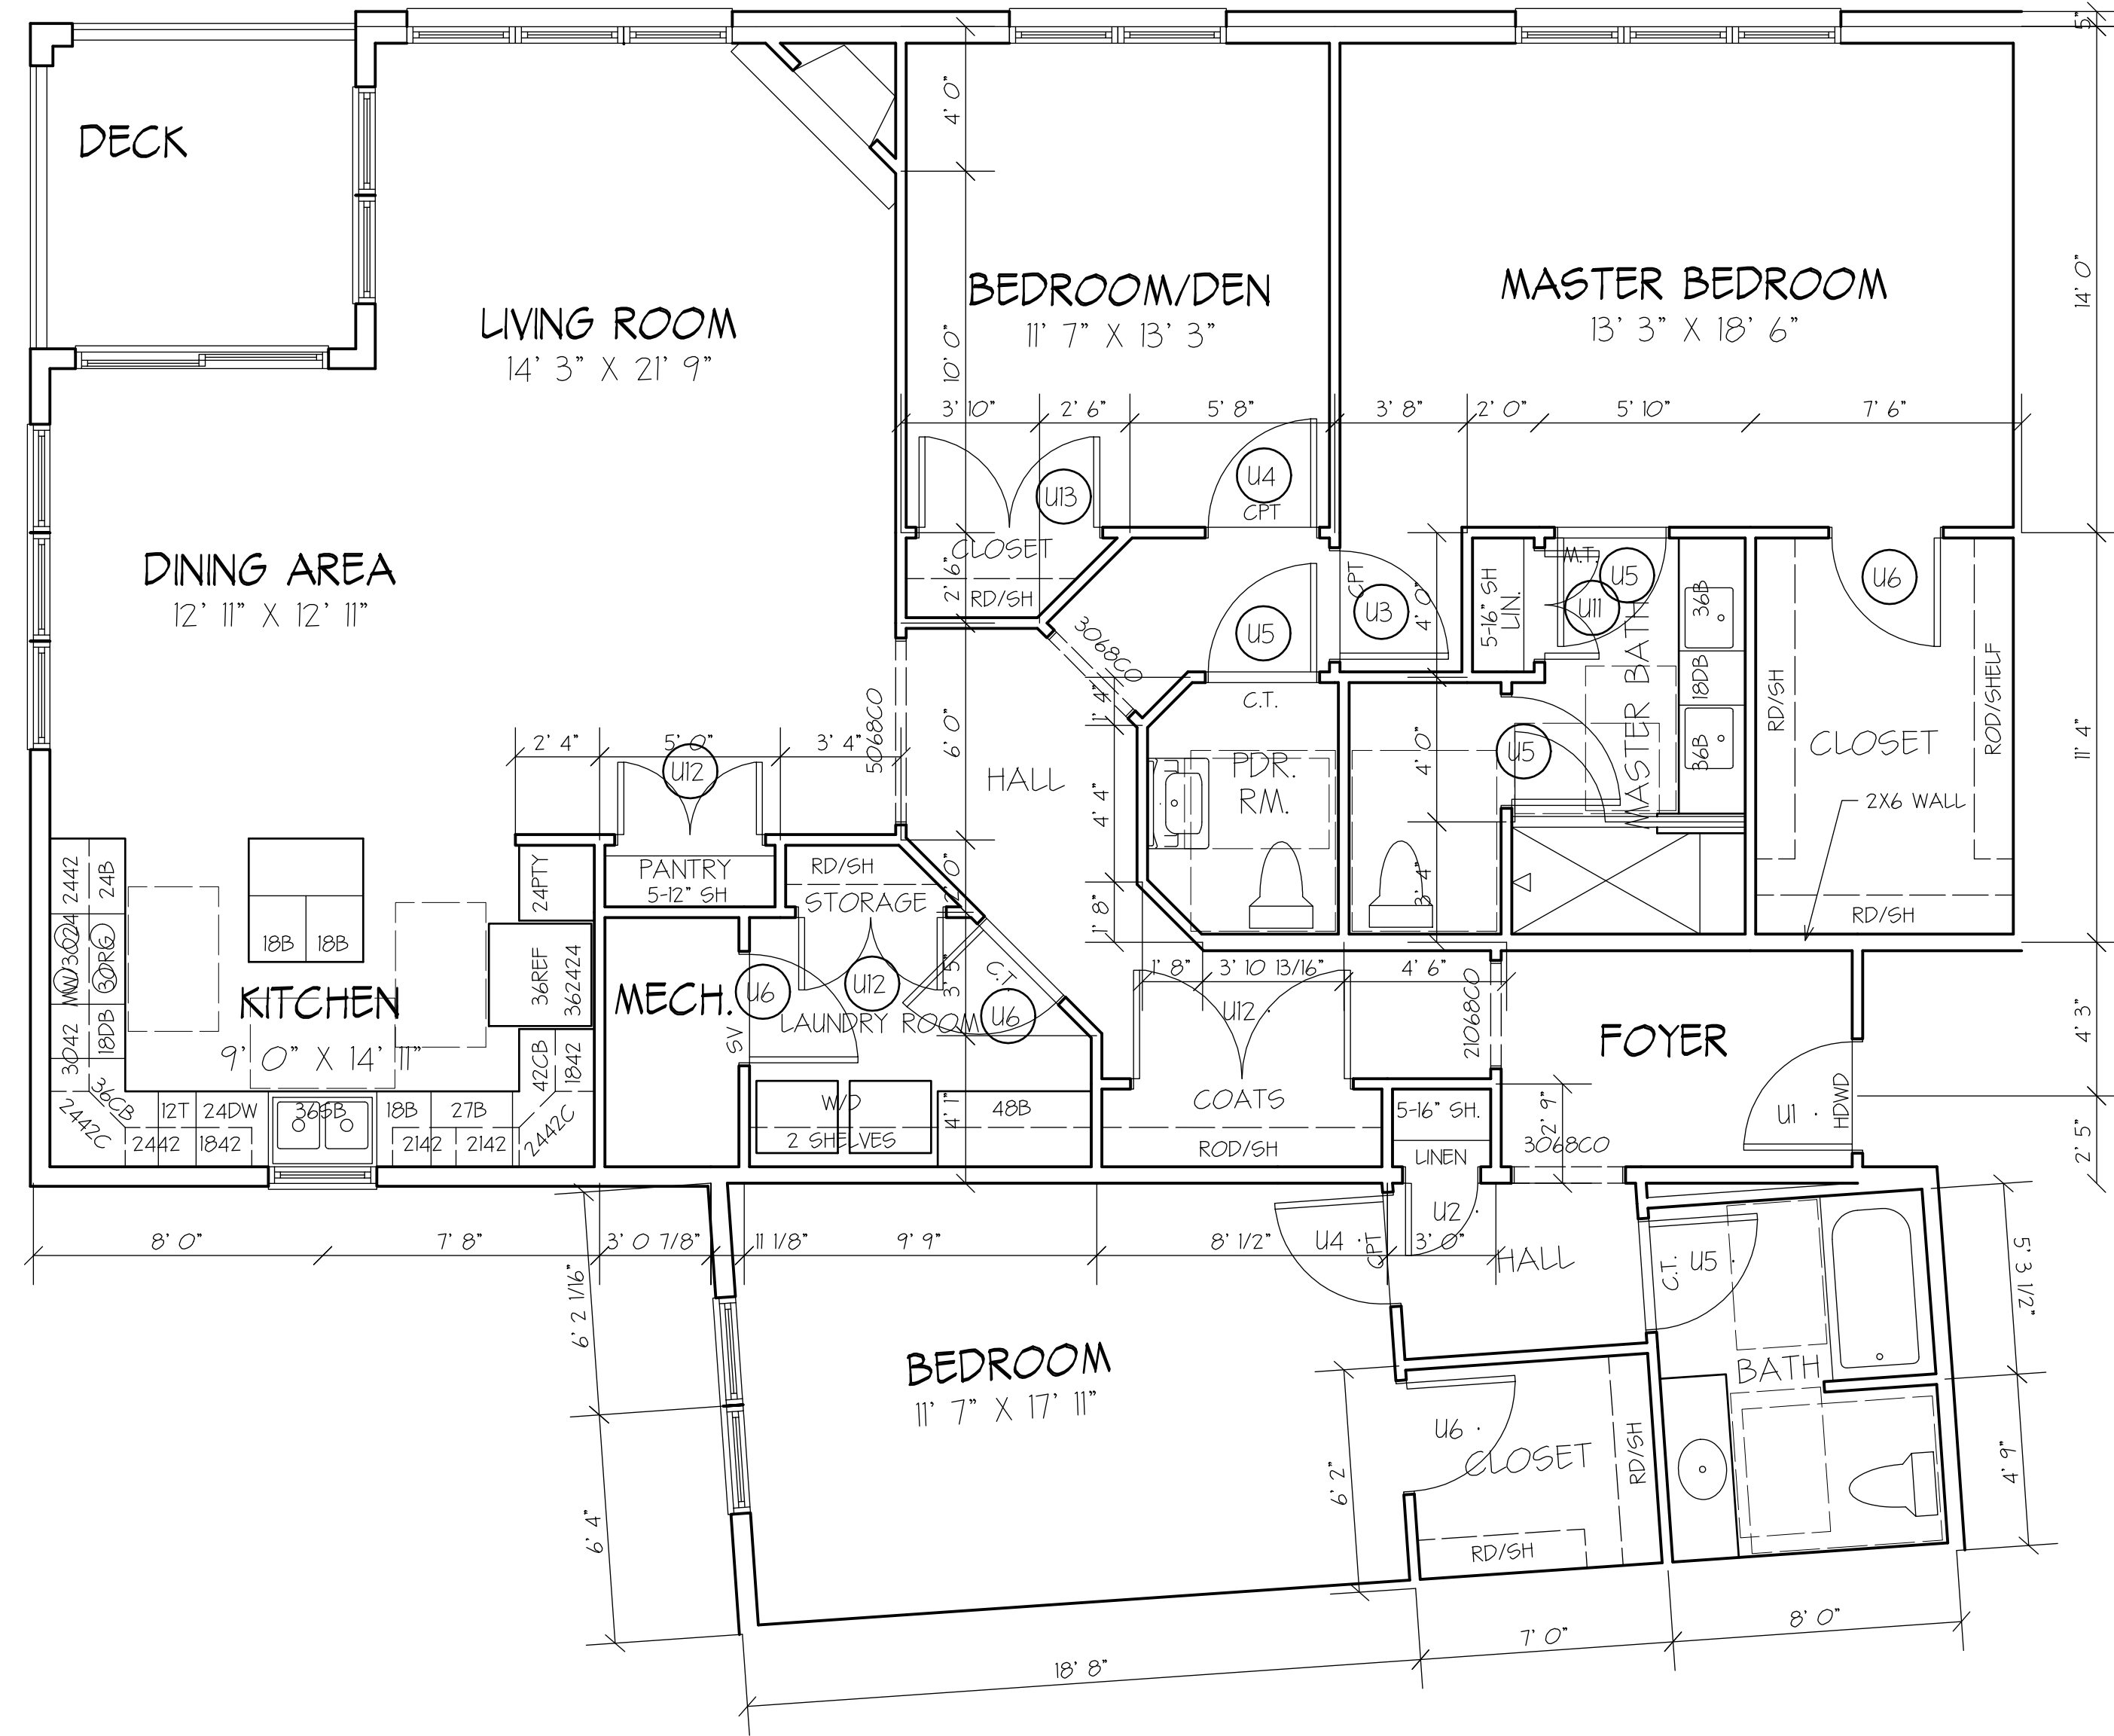 5"
DECK
4' 0"
LIVING ROOM
14' 3" X 21' 9"
BEDROOM/DEN
11' 7" X 13' 3"
MASTER BEDROOM
13' 3" X 18' 6"
14' 0"
10' 0"
3' 10"
2' 6"
5' 8"
3' 8"
2' 0"
5' 10"
7' 6"
U13
U4
CPT
CLOSET
2' 6"
RD/SH
DINING AREA
12' 11" X 12' 11"
3068CO
U5
C.T.
CPT
U3
4' 0"
5-16" SH
LIN.
M.T.
U5
U11
36B
18DB
36B
MASTER BATH
U6
RD/SH
ROD/SHELF
CLOSET
11' 4"
2X6 WALL
RD/SH
5068CO
6' 0"
HALL
1' 4"
4' 4"
1' 8"
PDR.
RM.
4' 0"
U5
3' 4"
2' 4"
5' 0"
3' 4"
U12
PANTRY
5-12" SH
RD/SH
STORAGE
2' 0"
24PTY
36REF
362424
2442
24B
MW/3024
30RG
3042
18DB
18B
18B
KITCHEN
9' 0" X 14' 11"
MECH.
U6
SV
U12
LAUNDRY ROOM
3' 5"
C.T.
U6
1' 8"
3' 10 13/16"
4' 6"
U12
21068CO
FOYER
4' 3"
42CB
1842
36CB
2442C
12T
24DW
36SB
18B
27B
2442
1842
2142
2142
2442C
W/D
2 SHELVES
4' 1"
48B
COATS
ROD/SH
5-16" SH.
LINEN
2' 9"
3068CO
U1
HDWD
2' 5"
8' 0"
7' 8"
3' 0 7/8"
11 1/8"
9' 9"
8' 1/2"
3' 0"
U4
CPT
U2
HALL
C.T.
U5
5' 3 1/2"
6' 2 1/16"
BEDROOM
11' 7" X 17' 11"
BATH
U6
CLOSET
RD/SH
6' 2"
RD/SH
4' 9"
6' 4"
18' 8"
7' 0"
8' 0"